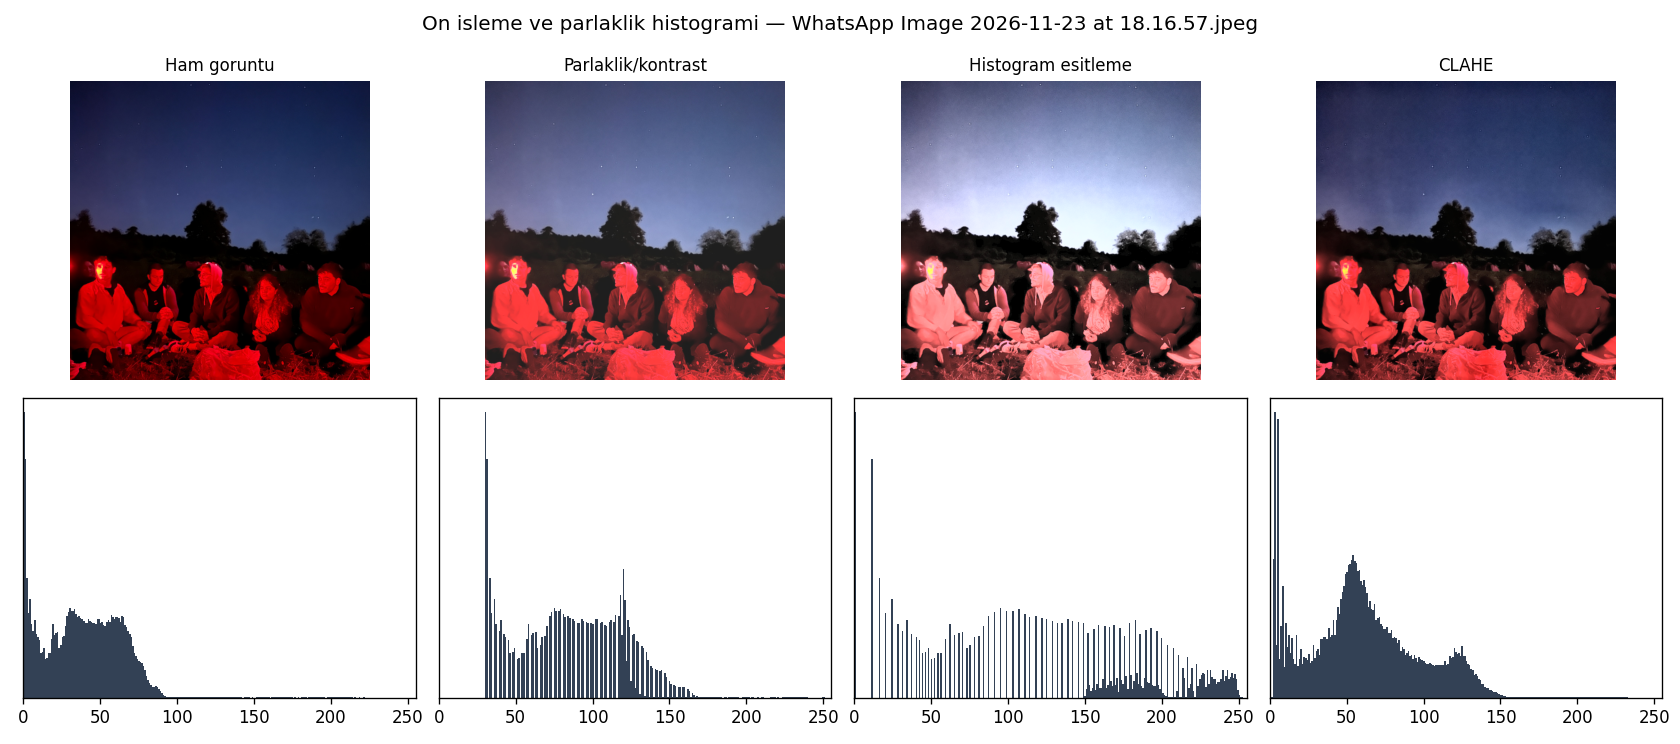 On isleme ve parlaklik histogrami — WhatsApp Image 2026-11-23 at 18.16.57.jpeg
Ham goruntu
Parlaklik/kontrast
Histogram esitleme
CLAHE
0 50 100 150 200 250
0 50 100 150 200 250
0 50 100 150 200 250
0 50 100 150 200 250